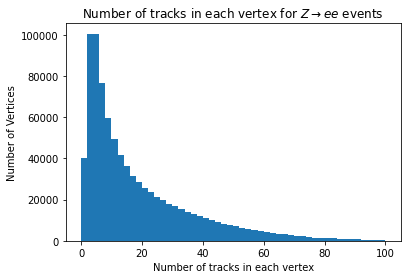 Number of tracks in each vertex for Z → ee events
100000
80000
60000
40000
20000
0
Number of Vertices
0 20 40 60 80 100
Number of tracks in each vertex